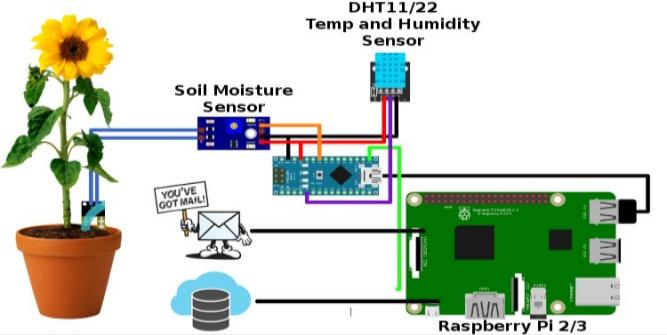 DHT11/22
Temp and Humidity
Sensor
Soil Moisture
Sensor
YOU'VE
GOT MAIL!
Raspberry Pi 2/3